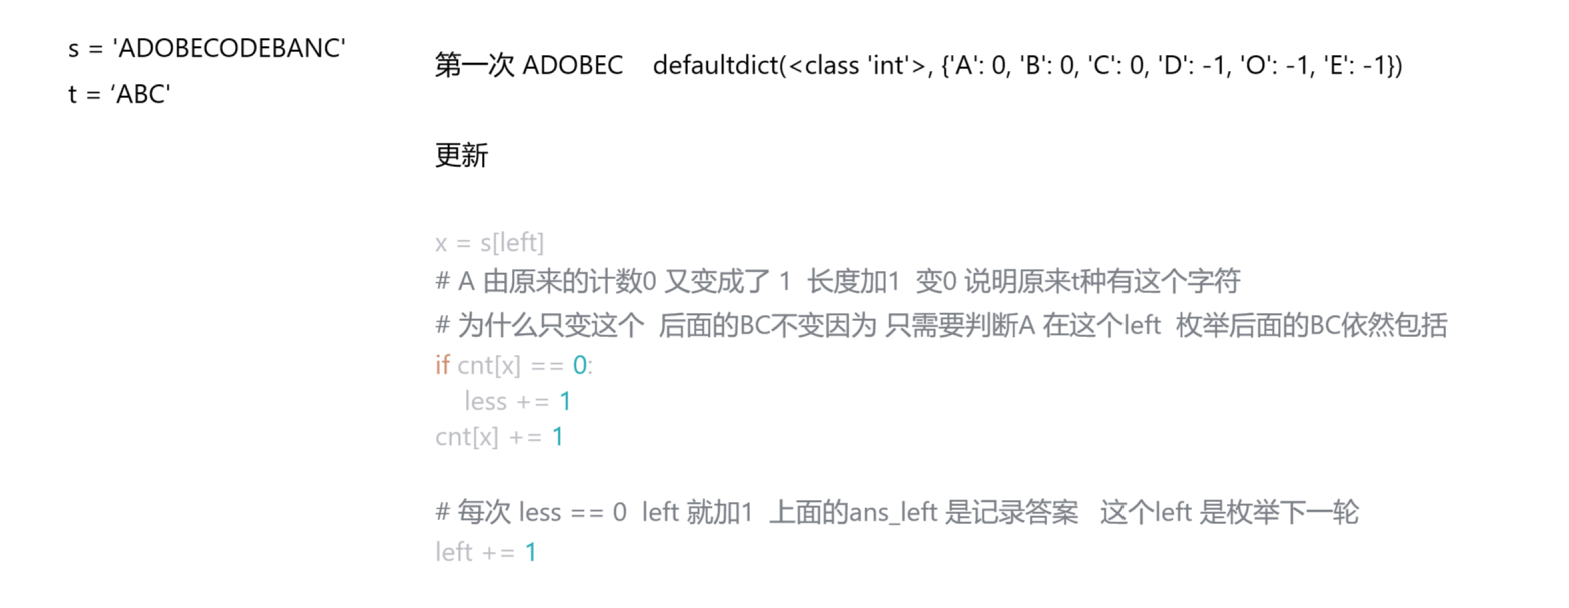 s = 'ADOBECODEBANC'
t = ‘ABC'
第一次 ADOBEC    defaultdict(<class 'int'>, {'A': 0, 'B': 0, 'C': 0, 'D': -1, 'O': -1, 'E': -1})
更新
x = s[left]
# A 由原来的计数0 又变成了 1  长度加1  变0 说明原来t种有这个字符
# 为什么只变这个  后面的BC不变因为 只需要判断A 在这个left  枚举后面的BC依然包括
if cnt[x] == 0:
    less += 1
cnt[x] += 1
# 每次 less == 0  left 就加1  上面的ans_left 是记录答案   这个left 是枚举下一轮
left += 1